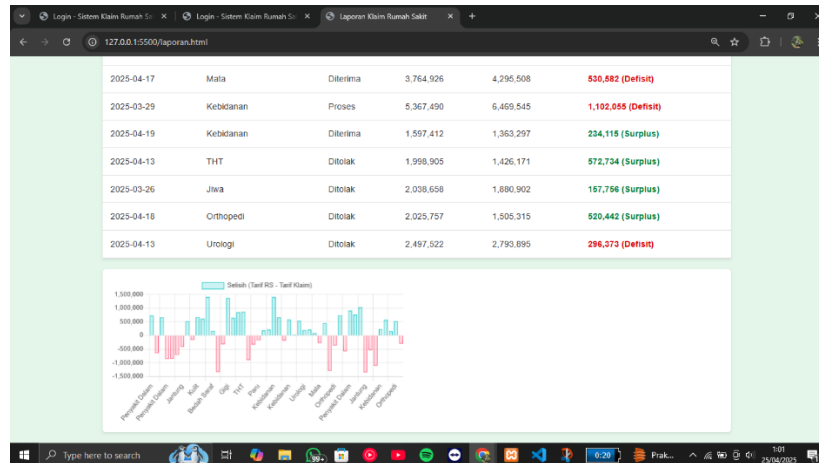 Login - Sistem Klaim Rumah Sa
Login - Sistem Klaim Rumah Sa
Laporan Klaim Rumah Sakit
127.0.0.1:5500/laporan.html
2025-04-17 Mata Diterima 3,764,926 4,295,508 530,582 (Defisit)
2025-03-29 Kebidanan Proses 5,367,490 6,469,545 1,102,055 (Defisit)
2025-04-19 Kebidanan Diterima 1,597,412 1,363,297 234,115 (Surplus)
2025-04-13 THT Ditolak 1,998,905 1,426,171 572,734 (Surplus)
2025-03-26 Jiwa Ditolak 2,038,658 1,880,902 157,756 (Surplus)
2025-04-18 Orthopedi Ditolak 2,025,757 1,505,315 520,442 (Surplus)
2025-04-13 Urologi Ditolak 2,497,522 2,793,895 296,373 (Defisit)
Selisih (Tarif RS - Tarif Klaim)
1,500,000
1,000,000
500,000
0
-500,000
-1,000,000
-1,500,000
Penyakit Dalam
Penyakit Dalam
Jantung
Kulit
Bedah Saraf
Gigi
THT
Paru
Kebidanan
Kebidanan
Urologi
Mata
Orthopedi
Penyakit Dalam
Jantung
Kebidanan
Orthopedi
Type here to search
99+
0:20
Prak...
1:01
25/04/2025